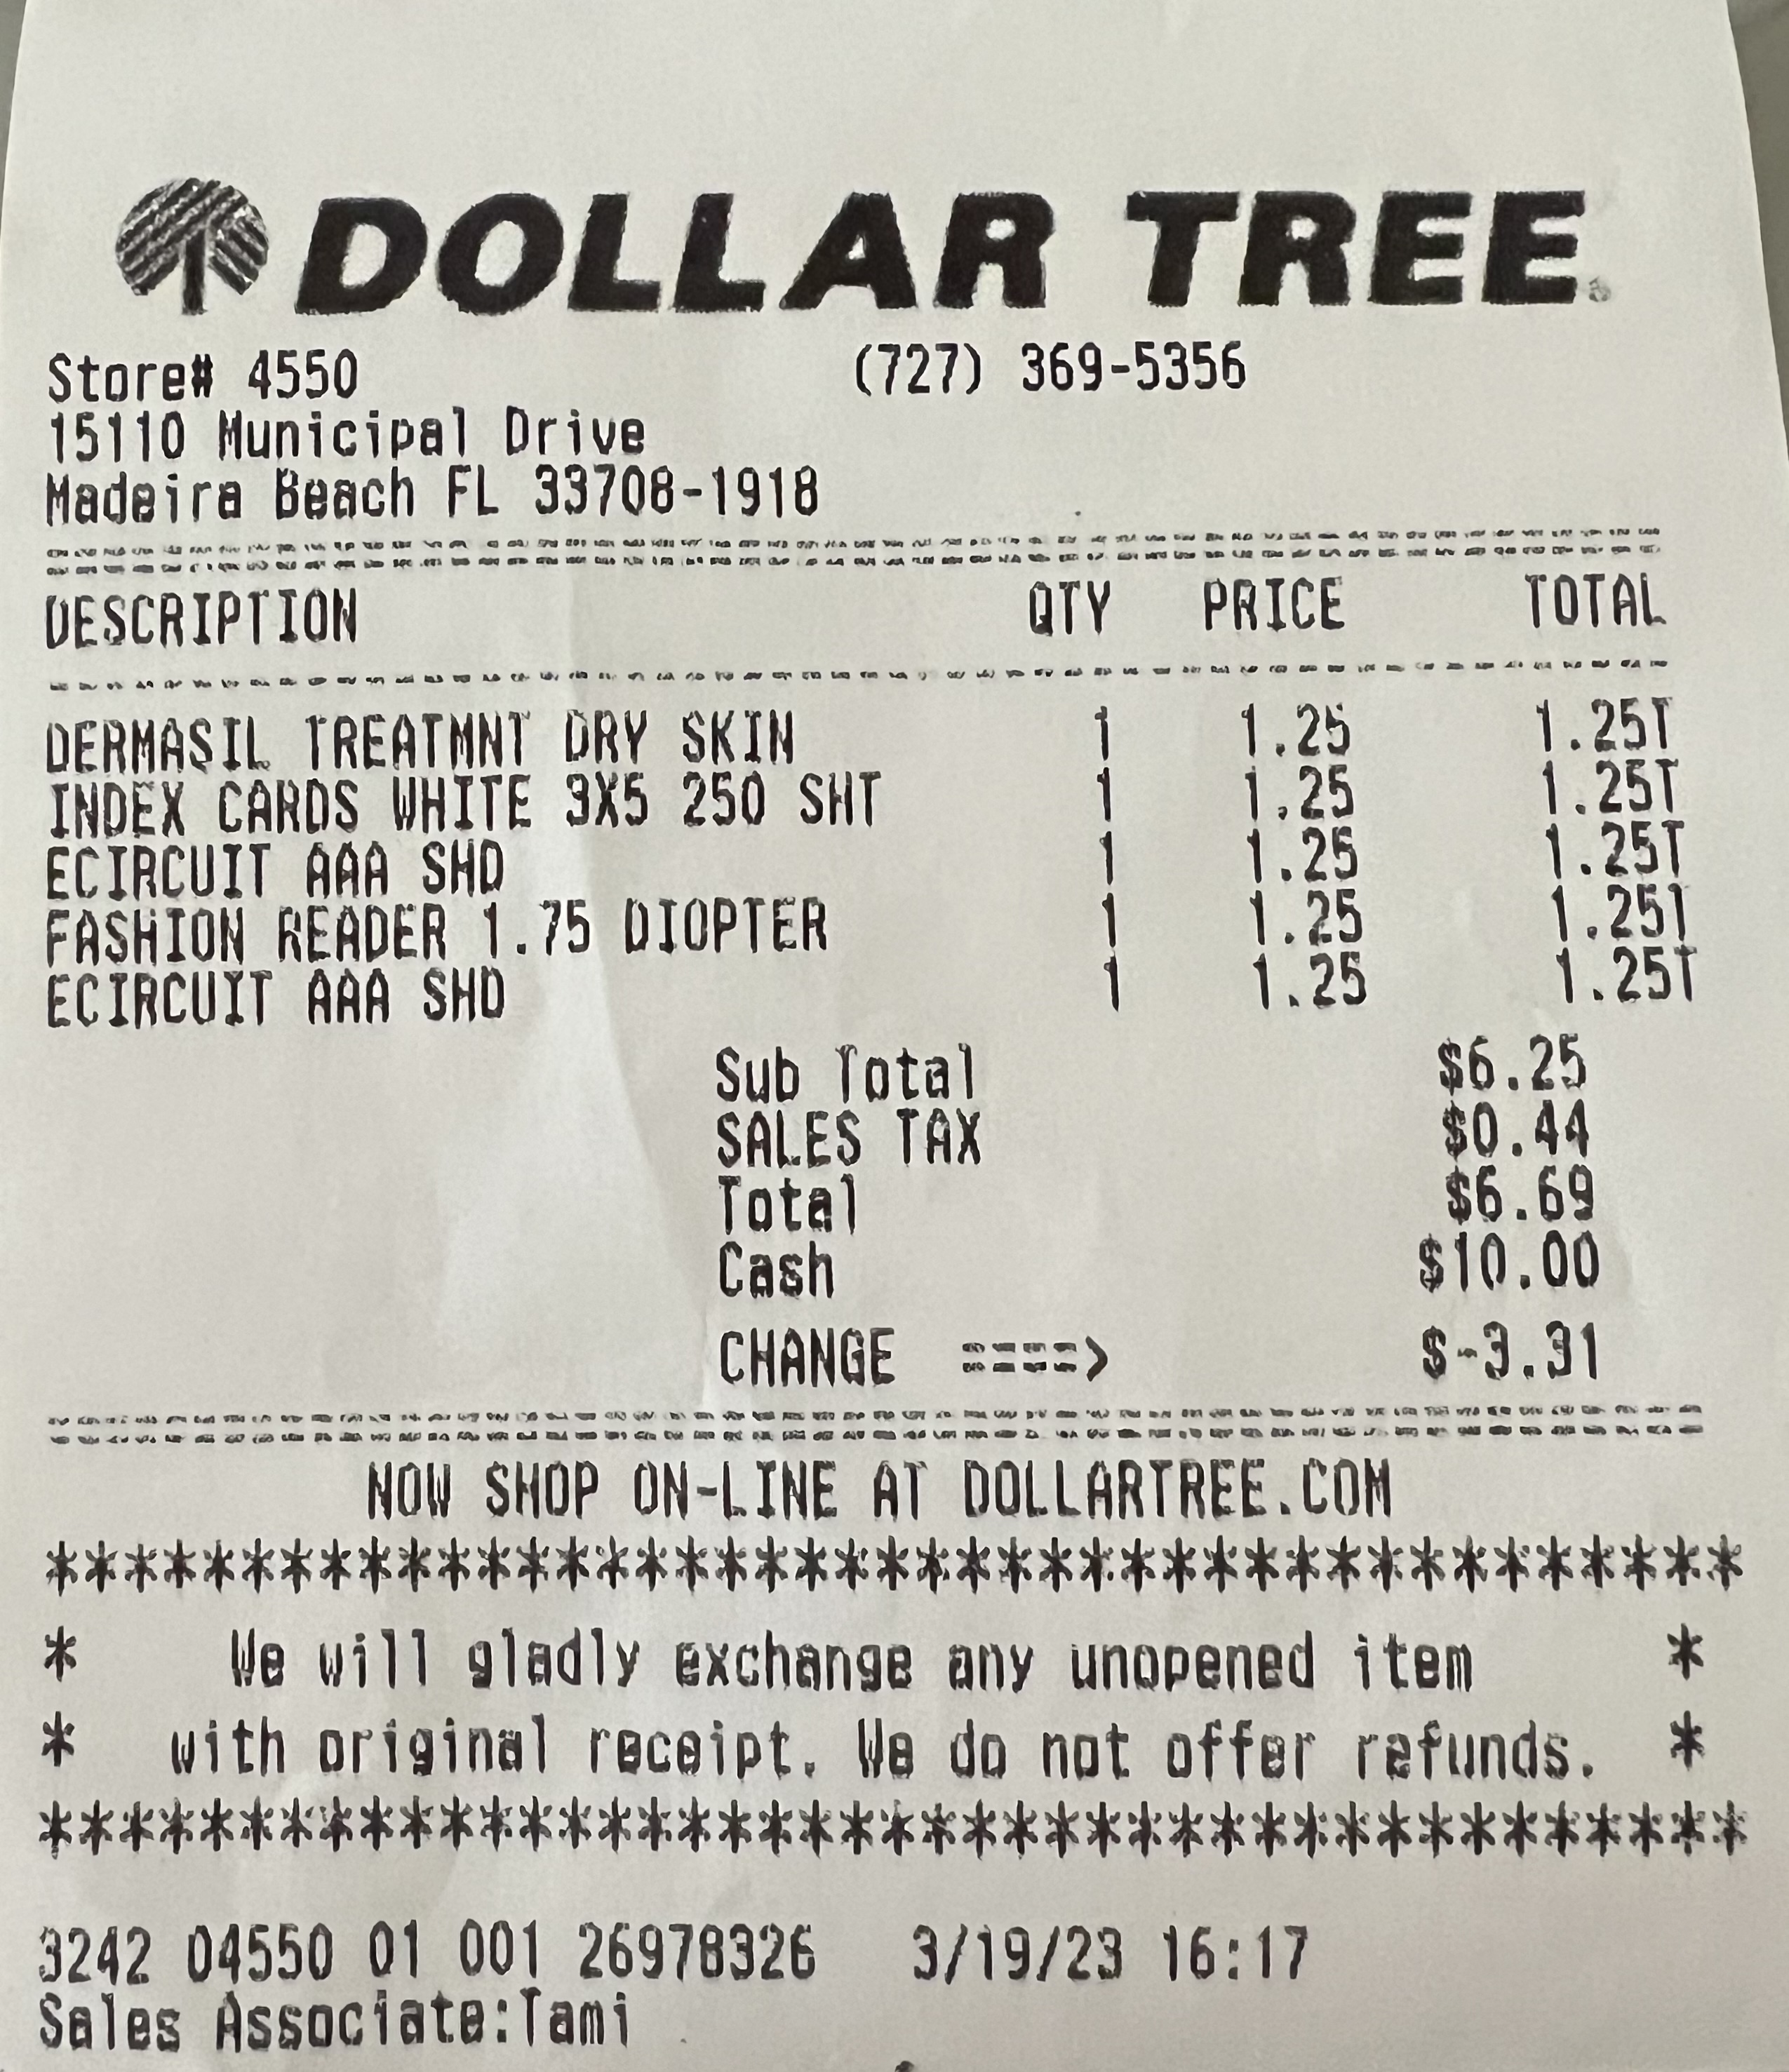 DOLLAR TREE
Store# 4550 (727) 369-5356
15110 Municipal Drive
Madeira Beach FL 33708-1918
DESCRIPTION QTY PRICE TOTAL
DERMASIL TREATMNT DRY SKIN 1 1.25 1.25T
INDEX CARDS WHITE 3X5 250 SHT 1 1.25 1.25T
ECIRCUIT AAA SHD 1 1.25 1.25T
FASHION READER 1.75 DIOPTER 1 1.25 1.25T
ECIRCUIT AAA SHD 1 1.25 1.25T
Sub Total $6.25
SALES TAX $0.44
Total $6.69
Cash $10.00
CHANGE ====> $-3.31
NOW SHOP ON-LINE AT DOLLARTREE.COM
*******************************************
* We will gladly exchange any unopened item *
* with original receipt. We do not offer refunds. *
*******************************************
3242 04550 01 001 26978326 3/19/23 16:17
Sales Associate:Tami